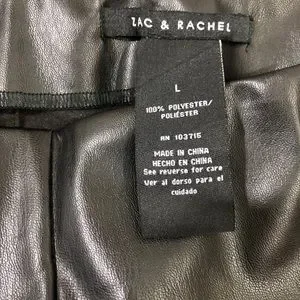 ZAC & RACHEL
L
100% POLYESTER/
POLIÉSTER
RN 103715
MADE IN CHINA
HECHO EN CHINA
See reverse for care
Ver al dorso para el
cuidado